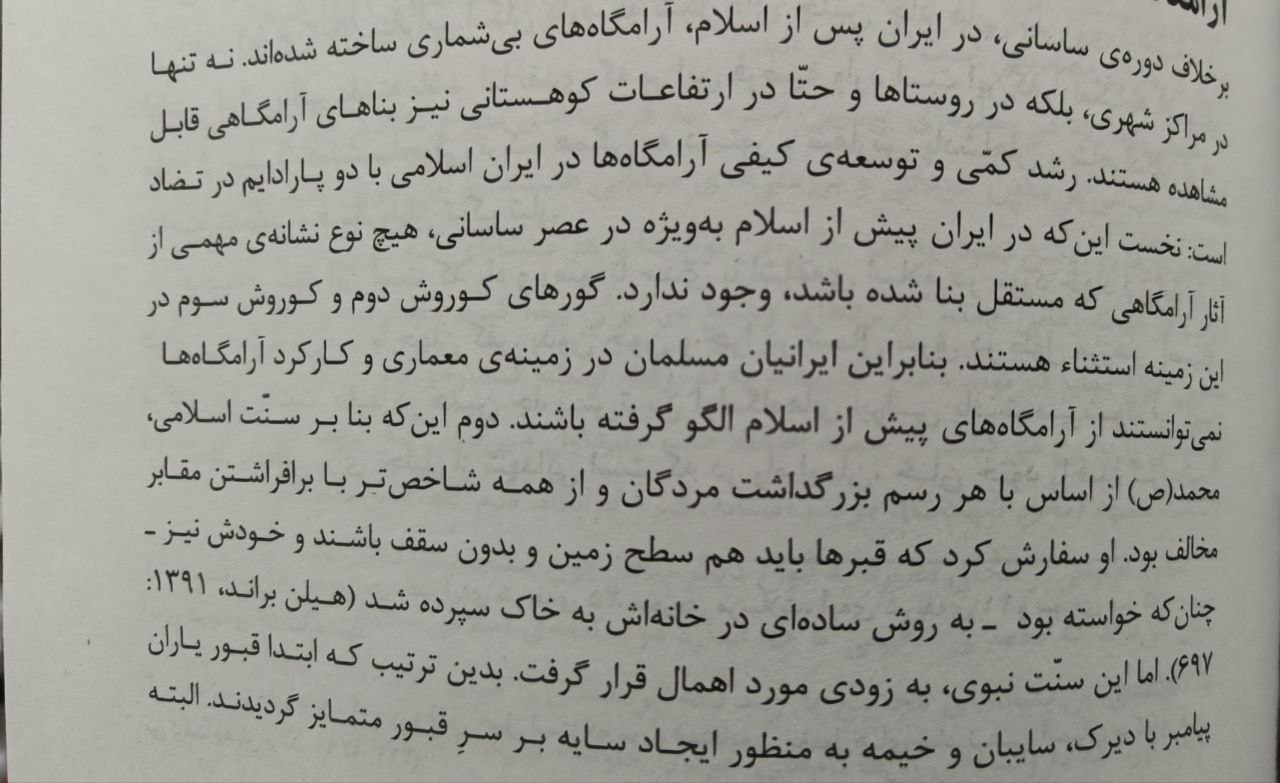 برخلاف دوره‌ی ساسانی، در ایران پس از اسلام، آرامگاه‌های بی‌شماری ساخته شده‌اند. نه تنها
در مراکز شهری، بلکه در روستاها و حتّا در ارتفاعات کوهستانی نیز بناهای آرامگاهی قابل
مشاهده هستند. رشد کمّی و توسعه‌ی کیفی آرامگاه‌ها در ایران اسلامی با دو پارادایم در تضاد
است: نخست این‌که در ایران پیش از اسلام به‌ویژه در عصر ساسانی، هیچ نوع نشانه‌ی مهمی از
آثار آرامگاهی که مستقل بنا شده باشد، وجود ندارد. گورهای کوروش دوم و کوروش سوم در
این زمینه استثناء هستند. بنابراین ایرانیان مسلمان در زمینه‌ی معماری و کارکرد آرامگاه‌ها
نمی‌توانستند از آرامگاه‌های پیش از اسلام الگو گرفته باشند. دوم این‌که بنا بر سنّت اسلامی،
محمد(ص) از اساس با هر رسم بزرگداشت مردگان و از همه شاخص‌تر با برافراشتن مقابر
مخالف بود. او سفارش کرد که قبرها باید هم سطح زمین و بدون سقف باشند و خودش نیز ـ
چنان‌که خواسته بود ـ به روش ساده‌ای در خانه‌اش به خاک سپرده شد (هیلن براند، ۱۳۹۱:
۶۹۷). اما این سنّت نبوی، به زودی مورد اهمال قرار گرفت. بدین ترتیب که ابتدا قبور یاران
پیامبر با دیرک، سایبان و خیمه به منظور ایجاد سایه بر سرِ قبور متمایز گردیدند. البته